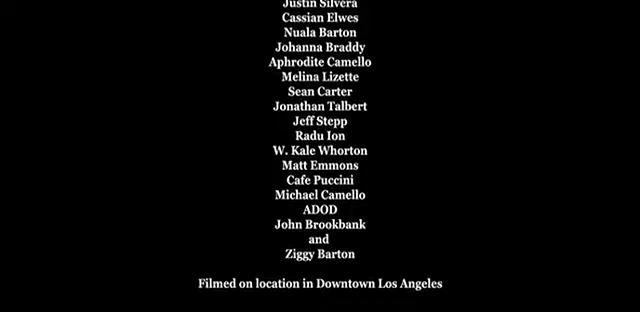 Justin Silvera
Cassian Elwes
Nuala Barton
Johanna Braddy
Aphrodite Camello
Melina Lizette
Sean Carter
Jonathan Talbert
Jeff Stepp
Radu Ion
W. Kale Whorton
Matt Emmons
Cafe Puccini
Michael Camello
ADOD
John Brookbank
and
Ziggy Barton
Filmed on location in Downtown Los Angeles